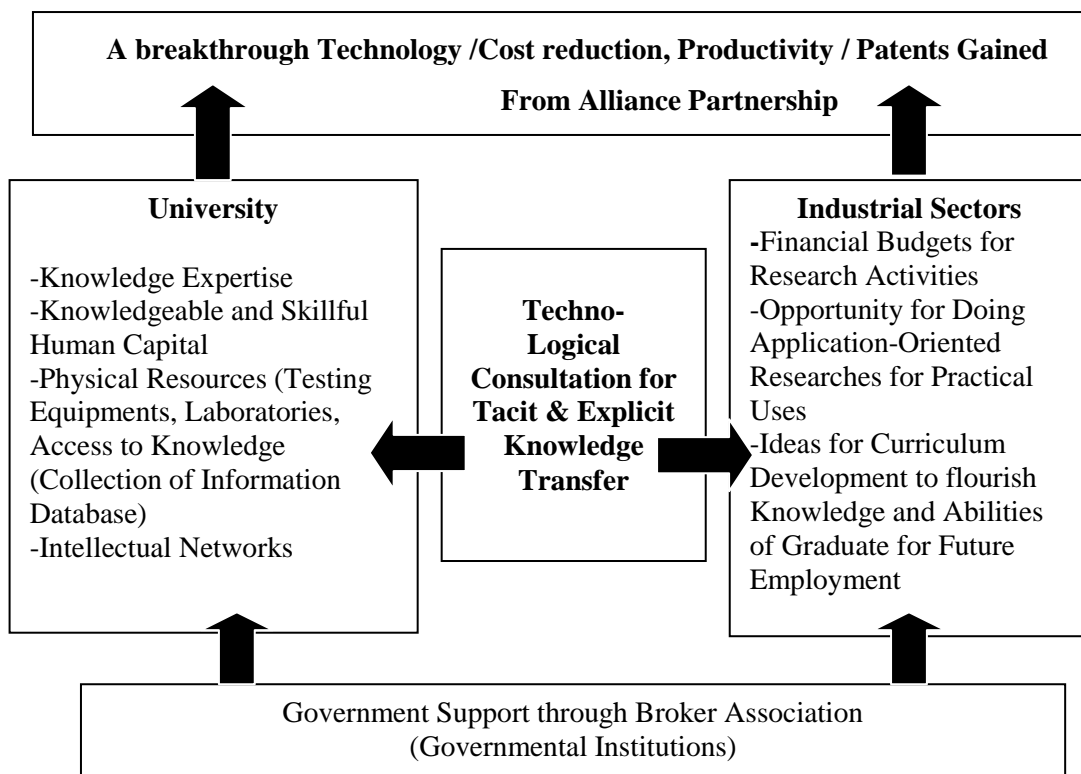 A breakthrough Technology /Cost reduction, Productivity / Patents Gained
From Alliance Partnership
University
-Knowledge Expertise
-Knowledgeable and Skillful
Human Capital
-Physical Resources (Testing
Equipments, Laboratories,
Access to Knowledge
(Collection of Information
Database)
-Intellectual Networks
Techno-
Logical
Consultation for
Tacit & Explicit
Knowledge
Transfer
Industrial Sectors
-Financial Budgets for
Research Activities
-Opportunity for Doing
Application-Oriented
Researches for Practical
Uses
-Ideas for Curriculum
Development to flourish
Knowledge and Abilities
of Graduate for Future
Employment
Government Support through Broker Association
(Governmental Institutions)